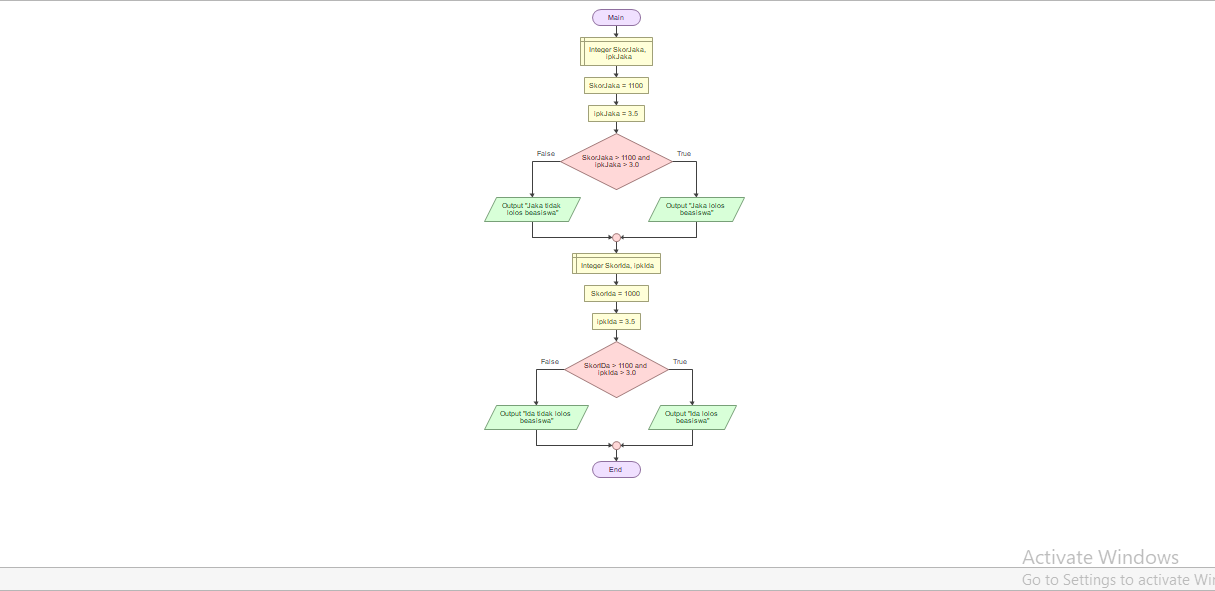 Main
Integer SkorJaka,
ipkJaka
SkorJaka = 1100
ipkJaka = 3.5
False
SkorJaka > 1100 and
ipkJaka > 3.0
True
Output "Jaka tidak
lolos beasiswa"
Output "Jaka lolos
beasiswa"
Integer SkorIda, ipkIda
SkorIda = 1000
ipkIda = 3.5
False
SkorIDa > 1100 and
ipkIda > 3.0
True
Output "Ida tidak lolos
beasiswa"
Output "Ida lolos
beasiswa"
End
Activate Windows
Go to Settings to activate Wi